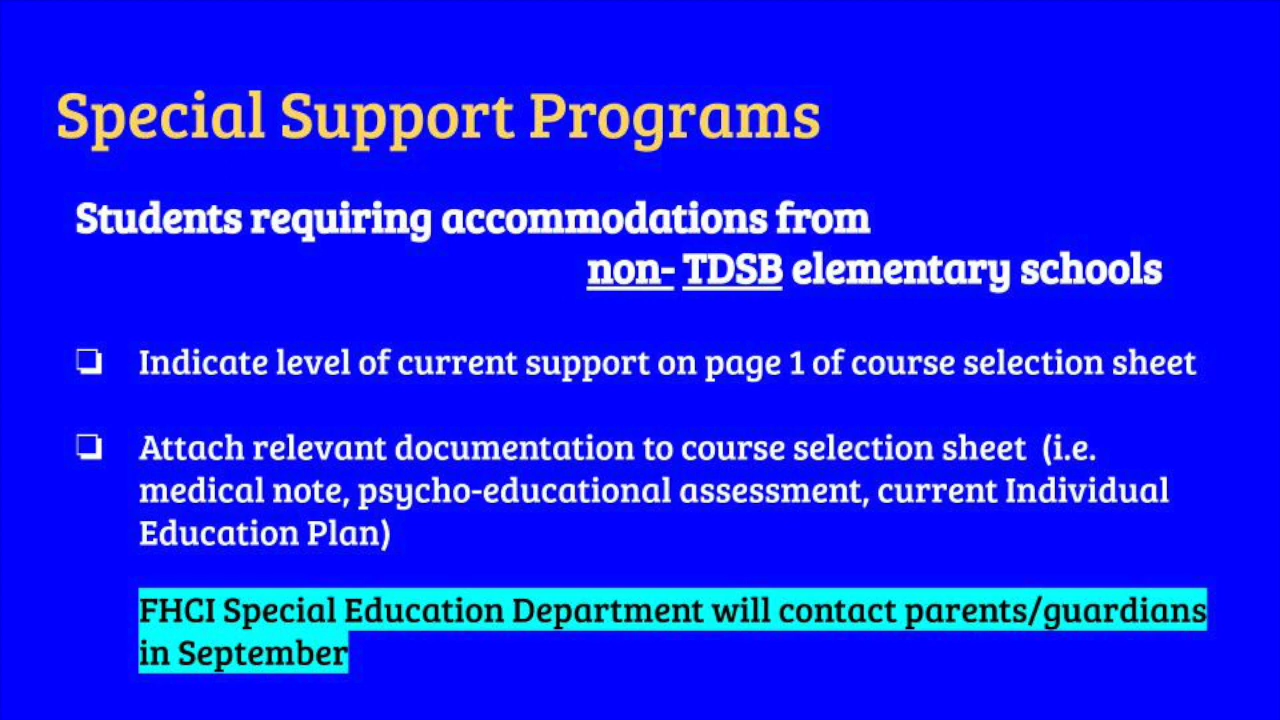 Special Support Programs
Students requiring accommodations from
non- TDSB elementary schools
❏ Indicate level of current support on page 1 of course selection sheet
❏ Attach relevant documentation to course selection sheet  (i.e.
medical note, psycho-educational assessment, current Individual
Education Plan)
FHCI Special Education Department will contact parents/guardians
in September